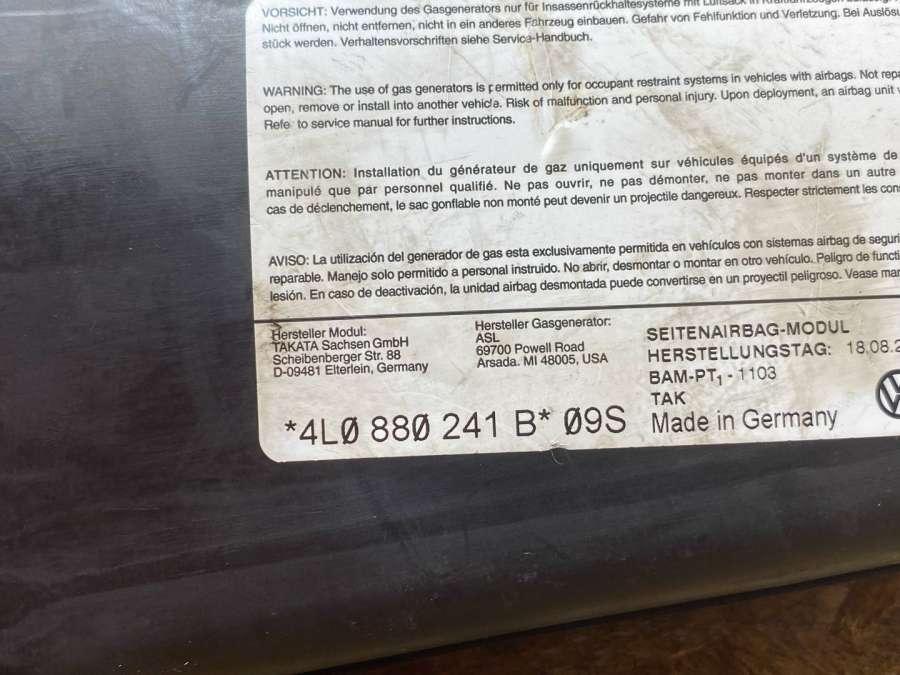 VORSICHT: Verwendung des Gasgenerators nur für Insassenrückhaltesysteme mit Luftsack in
Nicht öffnen, nicht entfernen, nicht in ein anderes Fahrzeug einbauen. Gefahr von Fehlfunktion und Verletzung. Bei Auslösu
stück werden. Verhaltensvorschriften siehe Service-Handbuch.
WARNING: The use of gas generators is permitted only for occupant restraint systems in vehicles with airbags. Not repa
open, remove or install into another vehicle. Risk of malfunction and personal injury. Upon deployment, an airbag unit
Refe to service manual for further instructions.
ATTENTION: Installation du générateur de gaz uniquement sur véhicules équipés d'un système de
manipulé que par personnel qualifié. Ne pas ouvrir, ne pas démonter, ne pas monter dans un autre
cas de déclenchement, le sac gonflable non monté peut devenir un projectile dangereux. Respecter strictement les con
AVISO: La utilización del generador de gas esta exclusivamente permitida en vehículos con sistemas airbag de seguri
reparable. Manejo solo permitido a personal instruido. No abrir, desmontar o montar en otro vehículo. Peligro de functi
lesión. En caso de deactivación, la unidad airbag desmontada puede convertirse en un proyectil peligroso. Vease mar
Hersteller Modul:
TAKATA Sachsen GmbH
Scheibenberger Str. 88
D-09481 Elterlein, Germany
Hersteller Gasgenerator:
ASL
69700 Powell Road
Arsada. MI 48005, USA
SEITENAIRBAG-MODUL
HERSTELLUNGSTAG: 18.08.2
BAM-PT₁-1103
TAK
Made in Germany
*4L0 880 241 B* 09S